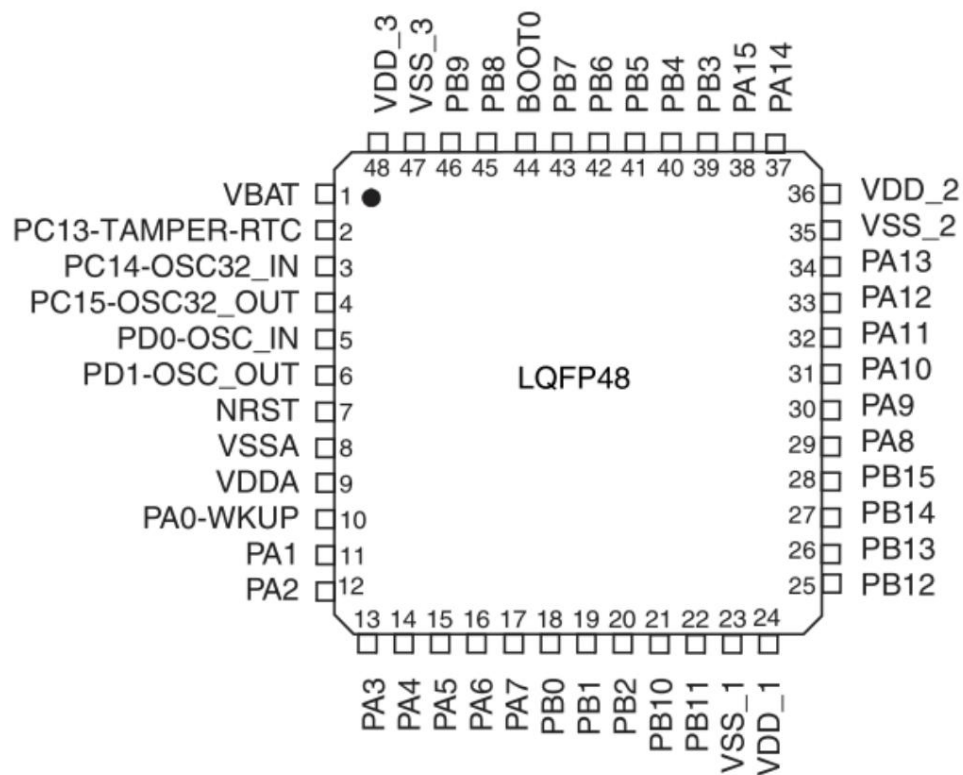 VDD_3
VSS_3
PB9
PB8
BOOT0
PB7
PB6
PB5
PB4
PB3
PA15
PA14
48 47 46 45 44 43 42 41 40 39 38 37
VBAT 1 36 VDD_2
PC13-TAMPER-RTC 2 35 VSS_2
PC14-OSC32_IN 3 34 PA13
PC15-OSC32_OUT 4 33 PA12
PD0-OSC_IN 5 32 PA11
PD1-OSC_OUT 6 LQFP48 31 PA10
NRST 7 30 PA9
VSSA 8 29 PA8
VDDA 9 28 PB15
PA0-WKUP 10 27 PB14
PA1 11 26 PB13
PA2 12 25 PB12
13 14 15 16 17 18 19 20 21 22 23 24
PA3
PA4
PA5
PA6
PA7
PB0
PB1
PB2
PB10
PB11
VSS_1
VDD_1